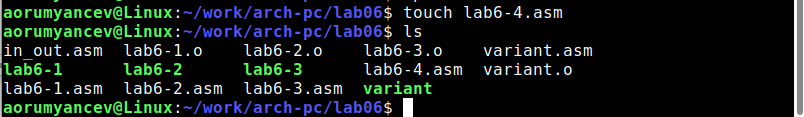 aorumyancev@Linux:~/work/arch-pc/lab06$ touch lab6-4.asm
aorumyancev@Linux:~/work/arch-pc/lab06$ ls
in_out.asm  lab6-1.o    lab6-2.o    lab6-3.o    variant.asm
lab6-1      lab6-2      lab6-3      lab6-4.asm  variant.o
lab6-1.asm  lab6-2.asm  lab6-3.asm  variant
aorumyancev@Linux:~/work/arch-pc/lab06$